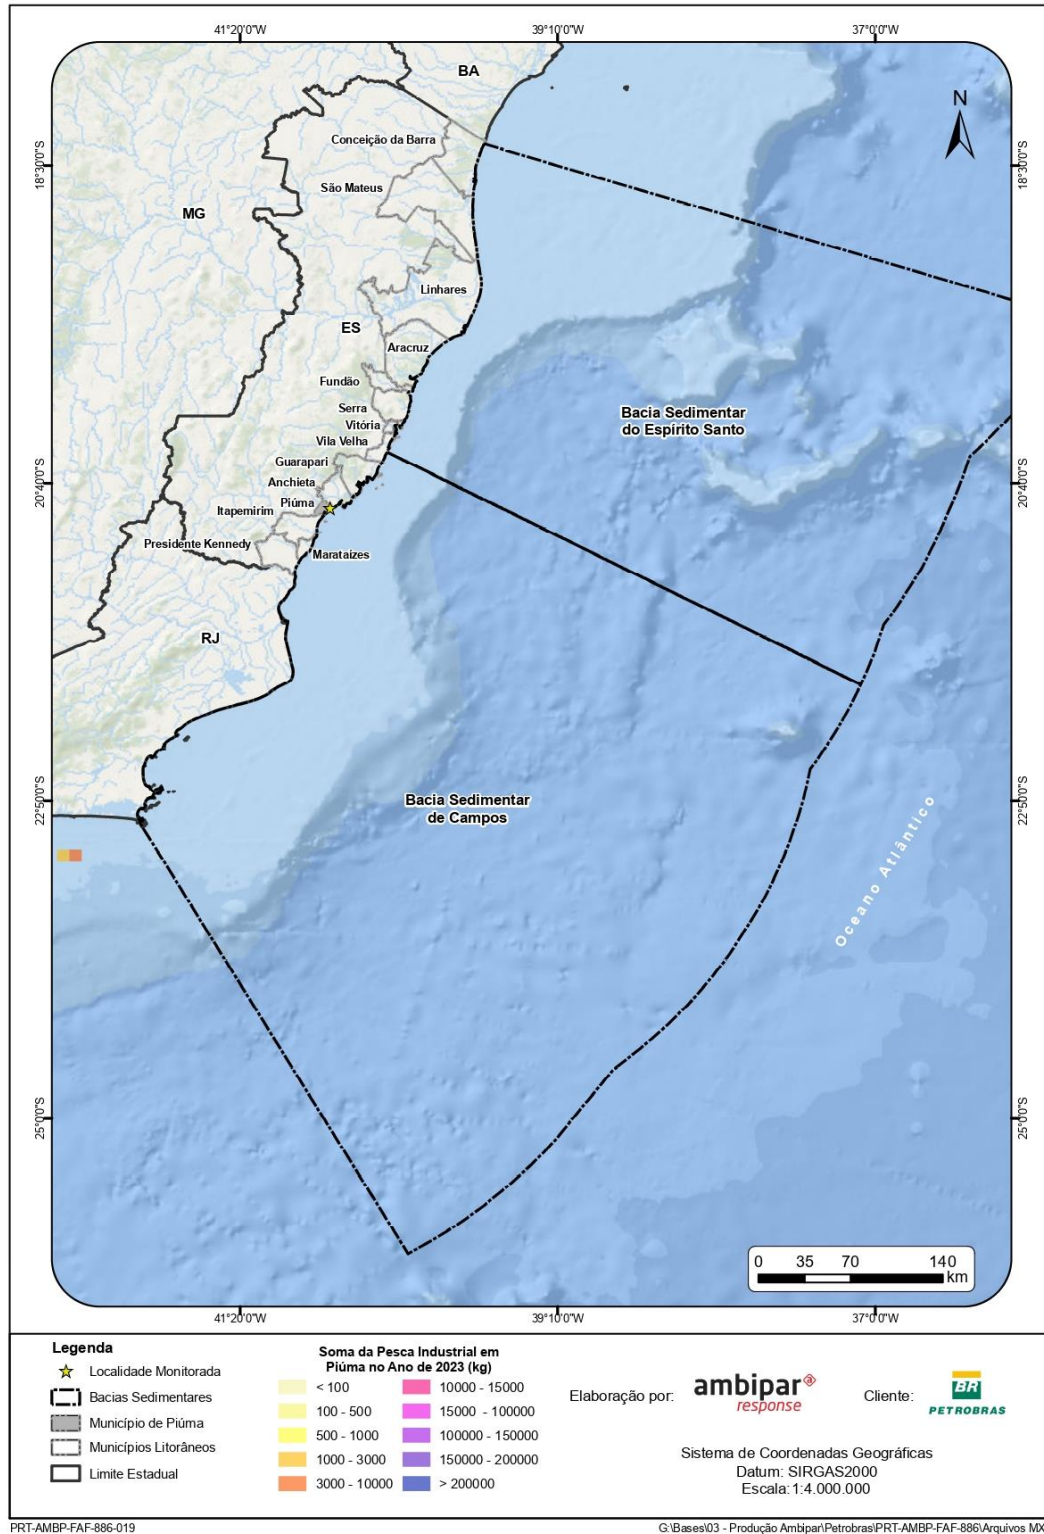 41°20'0"W
39°10'0"W
37°0'0"W
BA
N
Conceição da Barra
18°30'0"S
18°30'0"S
São Mateus
MG
Linhares
ES
Aracruz
Fundão
Serra
Bacia Sedimentar
do Espírito Santo
Vitória
Vila Velha
Guarapari
20°40'0"S
20°40'0"S
Anchieta
Piúma
Itapemirim
Presidente Kennedy
Marataízes
RJ
22°50'0"S
22°50'0"S
Bacia Sedimentar
de Campos
Oceano Atlântico
25°0'0"S
25°0'0"S
0 35 70 140
km
41°20'0"W
39°10'0"W
37°0'0"W
Legenda
Localidade Monitorada
Bacias Sedimentares
Município de Piúma
Municípios Litorâneos
Limite Estadual
Soma da Pesca Industrial em
Piúma no Ano de 2023 (kg)
< 100
100 - 500
500 - 1000
1000 - 3000
3000 - 10000
10000 - 15000
15000 - 100000
100000 - 150000
150000 - 200000
> 200000
Elaboração por:
ambipar
response
Cliente:
BR
PETROBRAS
Sistema de Coordenadas Geográficas
Datum: SIRGAS2000
Escala:1:4.000.000
PRT-AMBP-FAF-886-019
G:\Bases\03 - Produção Ambipar\Petrobras\PRT-AMBP-FAF-886\Arquivos MX